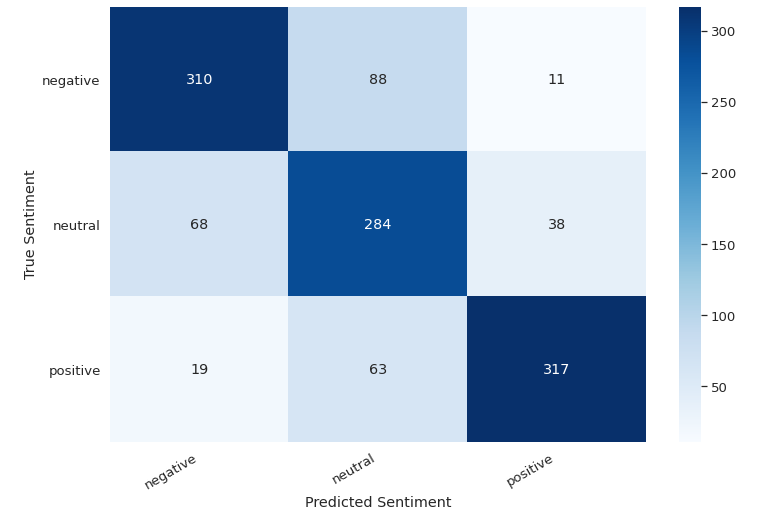 negative 310 88 11
neutral 68 284 38
positive 19 63 317
negative neutral positive
True Sentiment
Predicted Sentiment
300
250
200
150
100
50